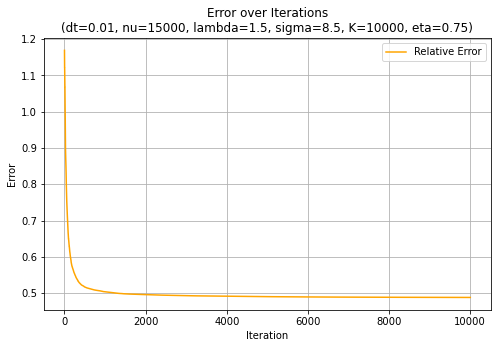 Error over Iterations
(dt=0.01, nu=15000, lambda=1.5, sigma=8.5, K=10000, eta=0.75)
Relative Error
Error
1.2
1.1
1.0
0.9
0.8
0.7
0.6
0.5
0 2000 4000 6000 8000 10000
Iteration